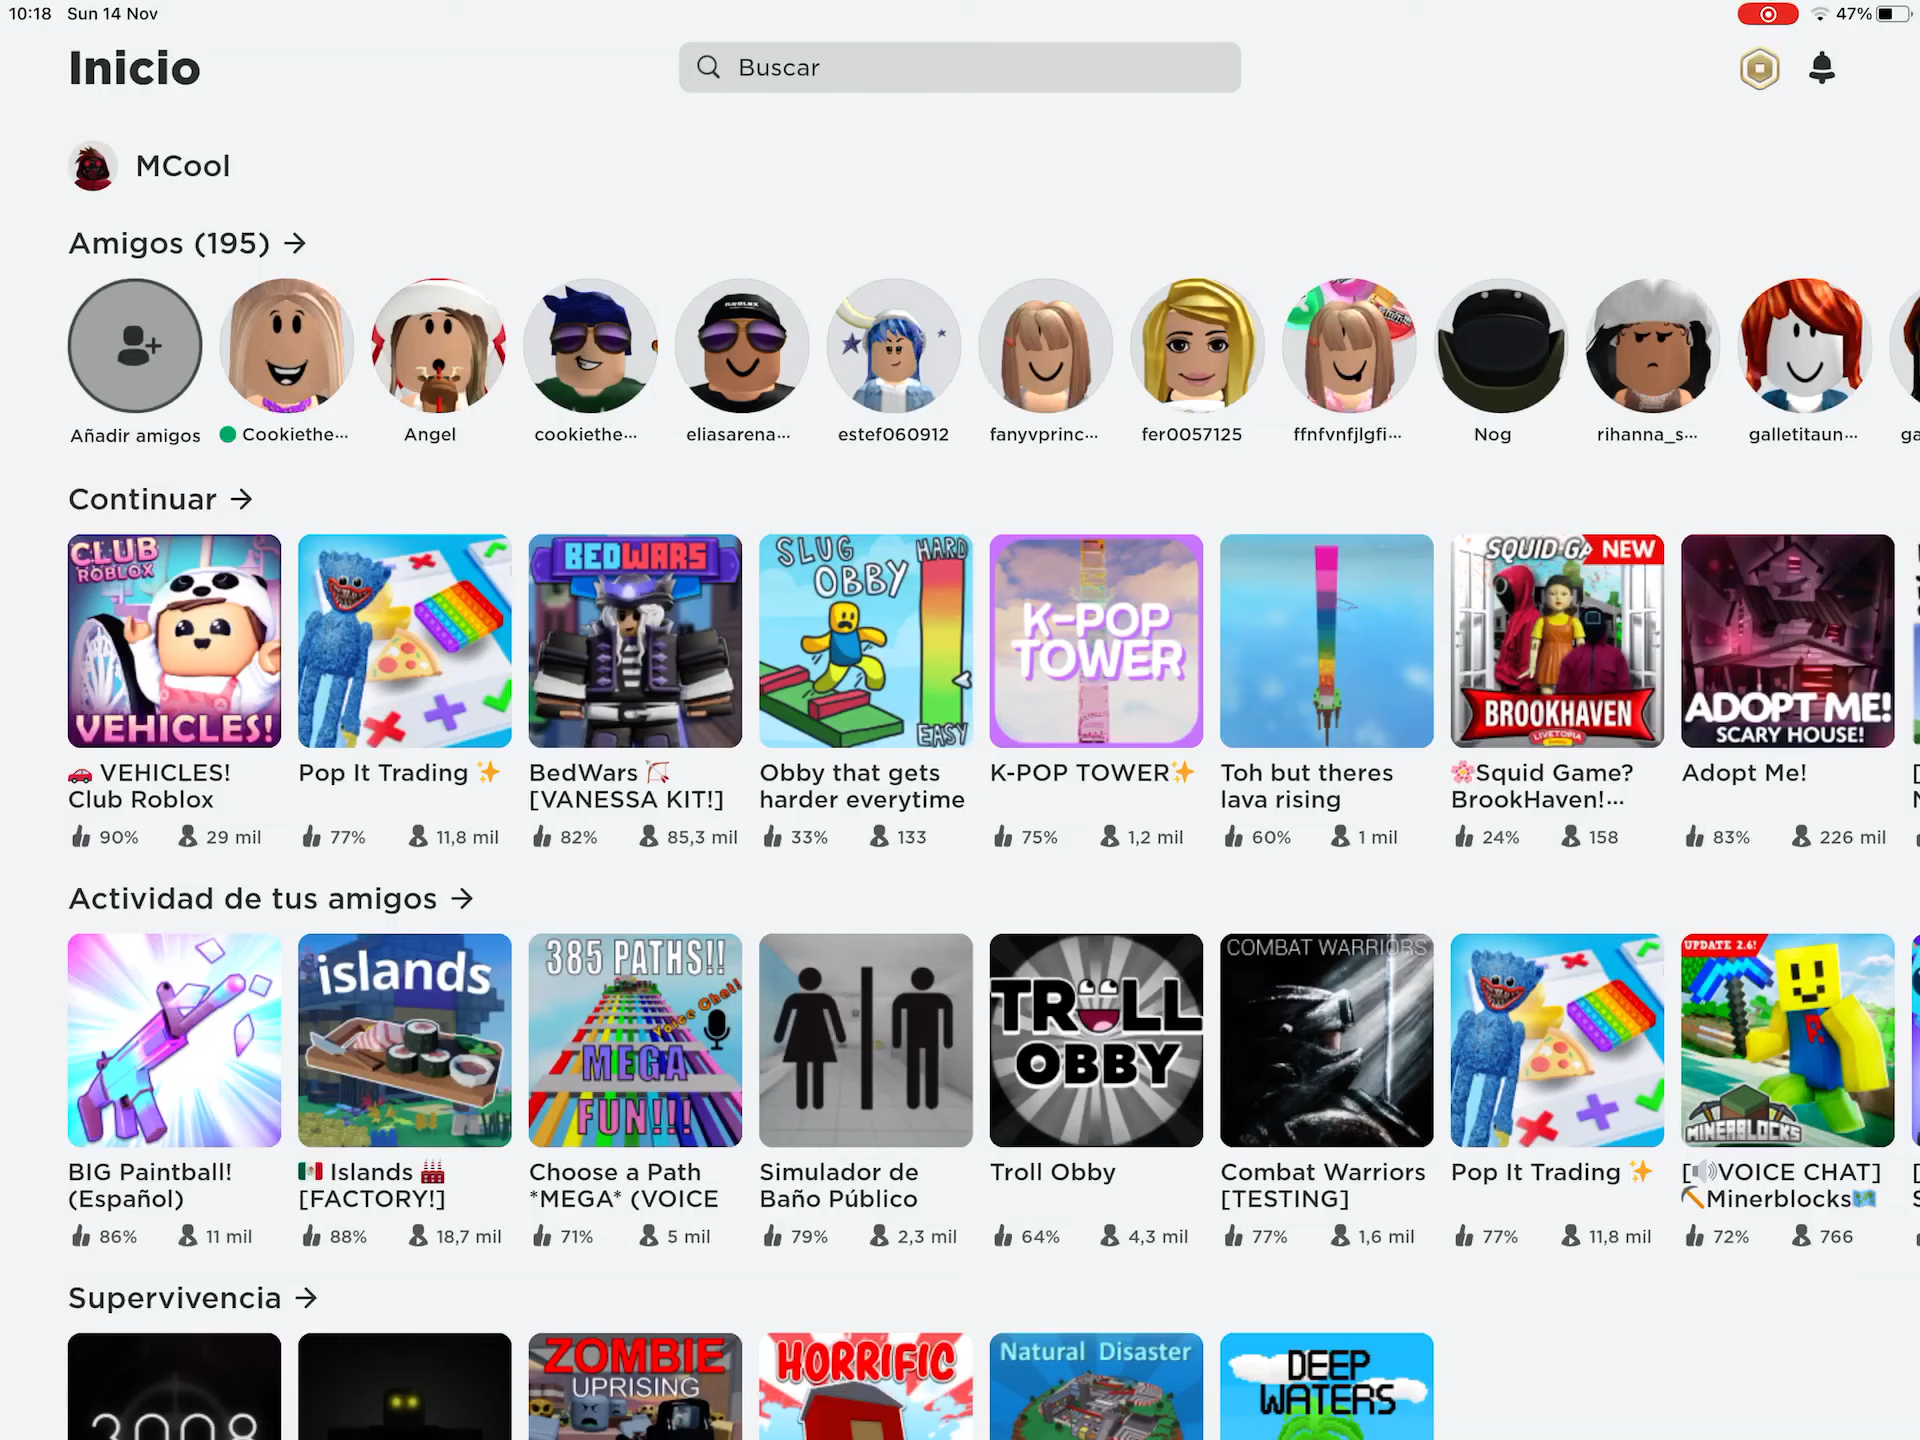 10:18 Sun 14 Nov
47%
Inicio
Buscar
MCool
Amigos (195) →
Añadir amigos
Cookiethe...
Angel
cookiethe...
eliasarena...
estef060912
fanyvprinc...
fer0057125
ffnfvnfjlgfi...
Nog
rihanna_s...
galletitaun...
ga
Continuar →
CLUB
ROBLOX
VEHICLES!
BEDWARS
SLUG
OBBY
HARD
EASY
K-POP
TOWER
SQUID GA
NEW
BROOKHAVEN
LIVETOPIA
ADOPT ME!
SCARY HOUSE!
🚗 VEHICLES!
Club Roblox
Pop It Trading ✨
BedWars 🏹
[VANESSA KIT!]
Obby that gets
harder everytime
K-POP TOWER✨
Toh but theres
lava rising
🌸Squid Game?
BrookHaven!...
Adopt Me!
90% 29 mil
77% 11,8 mil
82% 85,3 mil
33% 133
75% 1,2 mil
60% 1 mil
24% 158
83% 226 mil
Actividad de tus amigos →
islands
385 PATHS!!
Voice Chat!
MEGA
FUN!!!
TROLL
OBBY
COMBAT WARRIORS
UPDATE 2.6!
MINERBLOCKS
BIG Paintball!
(Español)
🇲🇽 Islands 🏭
[FACTORY!]
Choose a Path
*MEGA* (VOICE
Simulador de
Baño Público
Troll Obby
Combat Warriors
[TESTING]
Pop It Trading ✨
[🔊VOICE CHAT]
⛏️Minerblocks🗺️
86% 11 mil
88% 18,7 mil
71% 5 mil
79% 2,3 mil
64% 4,3 mil
77% 1,6 mil
77% 11,8 mil
72% 766
Supervivencia →
3008
ZOMBIE
UPRISING
HORRIFIC
Natural Disaster
DEEP
WATERS